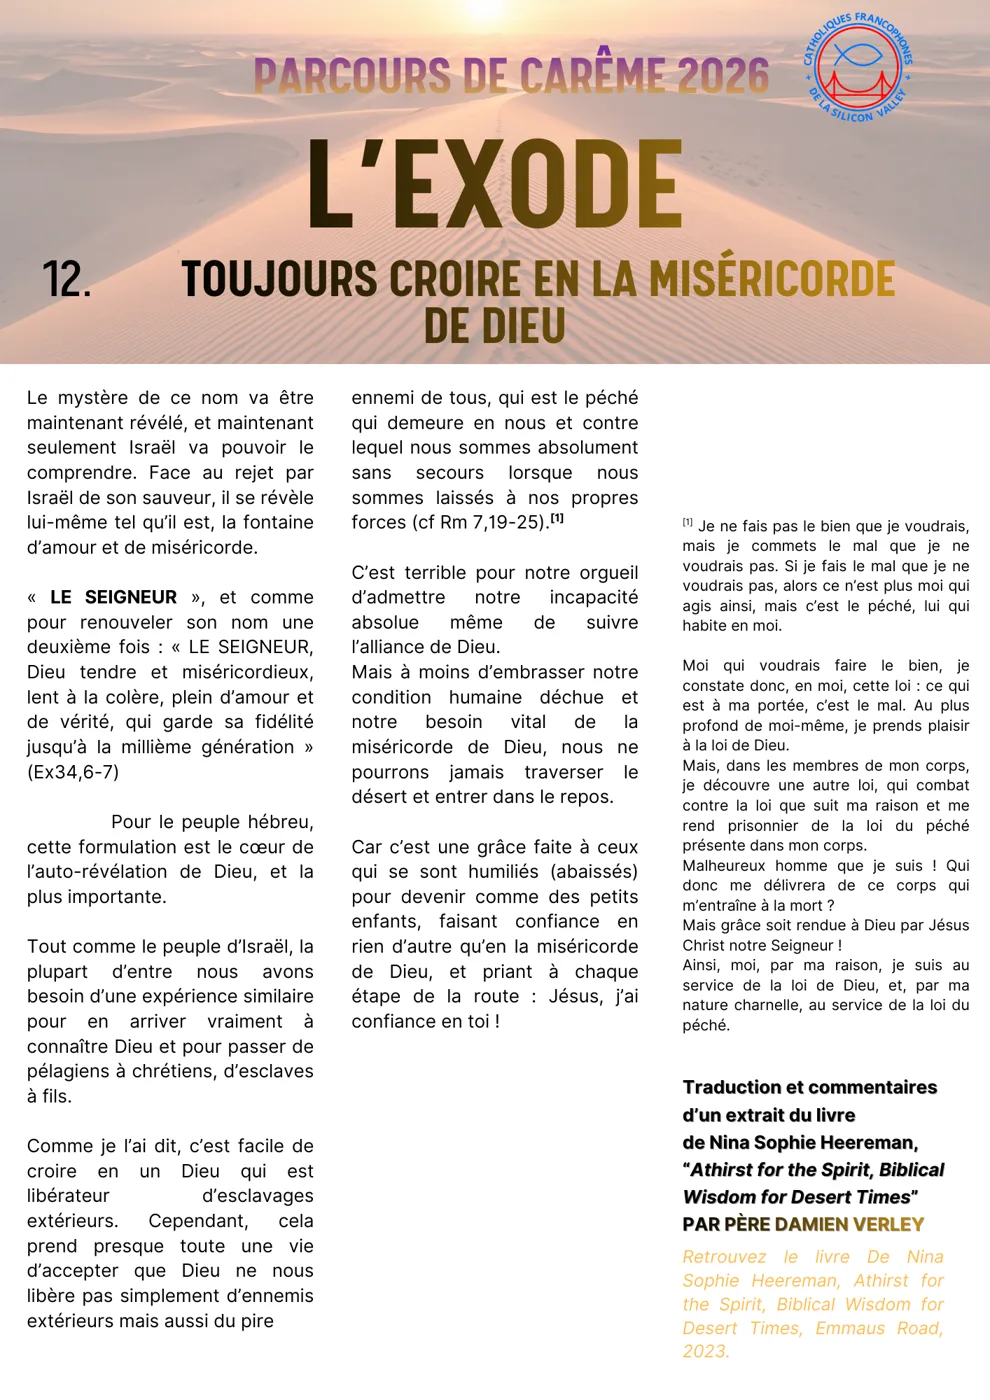 PARCOURS DE CARÊME 2026
CATHOLIQUES FRANCOPHONES
+ DE LA SILICON VALLEY +
L’EXODE
12. TOUJOURS CROIRE EN LA MISÉRICORDE
DE DIEU
Le mystère de ce nom va être
maintenant révélé, et maintenant
seulement Israël va pouvoir le
comprendre. Face au rejet par
Israël de son sauveur, il se révèle
lui-même tel qu’il est, la fontaine
d’amour et de miséricorde.
« LE SEIGNEUR », et comme
pour renouveler son nom une
deuxième fois : « LE SEIGNEUR,
Dieu tendre et miséricordieux,
lent à la colère, plein d’amour et
de vérité, qui garde sa fidélité
jusqu’à la millième génération »
(Ex34,6-7)
Pour le peuple hébreu,
cette formulation est le cœur de
l’auto-révélation de Dieu, et la
plus importante.
Tout comme le peuple d’Israël, la
plupart d’entre nous avons
besoin d’une expérience similaire
pour en arriver vraiment à
connaître Dieu et pour passer de
pélagiens à chrétiens, d’esclaves
à fils.
Comme je l’ai dit, c’est facile de
croire en un Dieu qui est
libérateur d’esclavages
extérieurs. Cependant, cela
prend presque toute une vie
d’accepter que Dieu ne nous
libère pas simplement d’ennemis
extérieurs mais aussi du pire
ennemi de tous, qui est le péché
qui demeure en nous et contre
lequel nous sommes absolument
sans secours lorsque nous
sommes laissés à nos propres
forces (cf Rm 7,19-25).[1]
C’est terrible pour notre orgueil
d’admettre notre incapacité
absolue même de suivre
l’alliance de Dieu.
Mais à moins d’embrasser notre
condition humaine déchue et
notre besoin vital de la
miséricorde de Dieu, nous ne
pourrons jamais traverser le
désert et entrer dans le repos.
Car c’est une grâce faite à ceux
qui se sont humiliés (abaissés)
pour devenir comme des petits
enfants, faisant confiance en
rien d’autre qu’en la miséricorde
de Dieu, et priant à chaque
étape de la route : Jésus, j’ai
confiance en toi !
[1] Je ne fais pas le bien que je voudrais,
mais je commets le mal que je ne
voudrais pas. Si je fais le mal que je ne
voudrais pas, alors ce n’est plus moi qui
agis ainsi, mais c’est le péché, lui qui
habite en moi.
Moi qui voudrais faire le bien, je
constate donc, en moi, cette loi : ce qui
est à ma portée, c’est le mal. Au plus
profond de moi-même, je prends plaisir
à la loi de Dieu.
Mais, dans les membres de mon corps,
je découvre une autre loi, qui combat
contre la loi que suit ma raison et me
rend prisonnier de la loi du péché
présente dans mon corps.
Malheureux homme que je suis ! Qui
donc me délivrera de ce corps qui
m’entraîne à la mort ?
Mais grâce soit rendue à Dieu par Jésus
Christ notre Seigneur !
Ainsi, moi, par ma raison, je suis au
service de la loi de Dieu, et, par ma
nature charnelle, au service de la loi du
péché.
Traduction et commentaires
d’un extrait du livre
de Nina Sophie Heereman,
“Athirst for the Spirit, Biblical
Wisdom for Desert Times”
PAR PÈRE DAMIEN VERLEY
Retrouvez le livre De Nina
Sophie Heereman, Athirst for
the Spirit, Biblical Wisdom for
Desert Times, Emmaus Road,
2023.